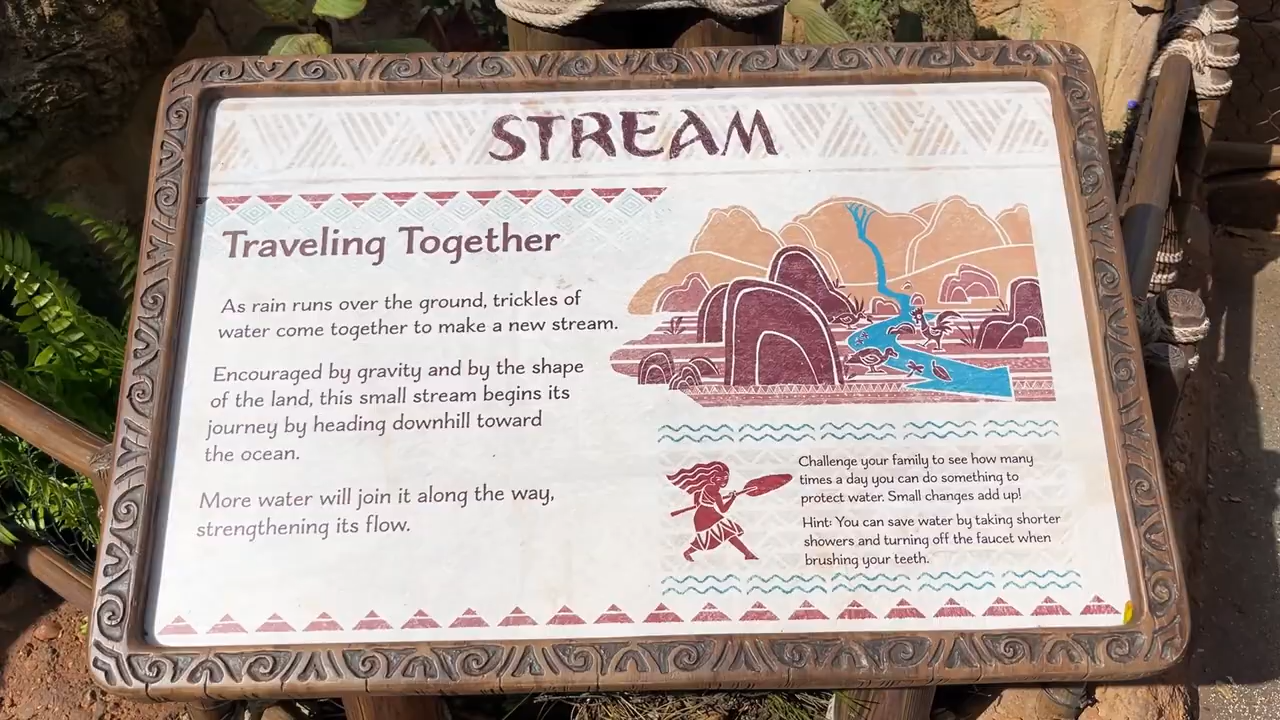 STREAM
Traveling Together
As rain runs over the ground, trickles of
water come together to make a new stream.
Encouraged by gravity and by the shape
of the land, this small stream begins its
journey by heading downhill toward
the ocean.
More water will join it along the way,
strengthening its flow.
Challenge your family to see how many
times a day you can do something to
protect water. Small changes add up!
Hint: You can save water by taking shorter
showers and turning off the faucet when
brushing your teeth.